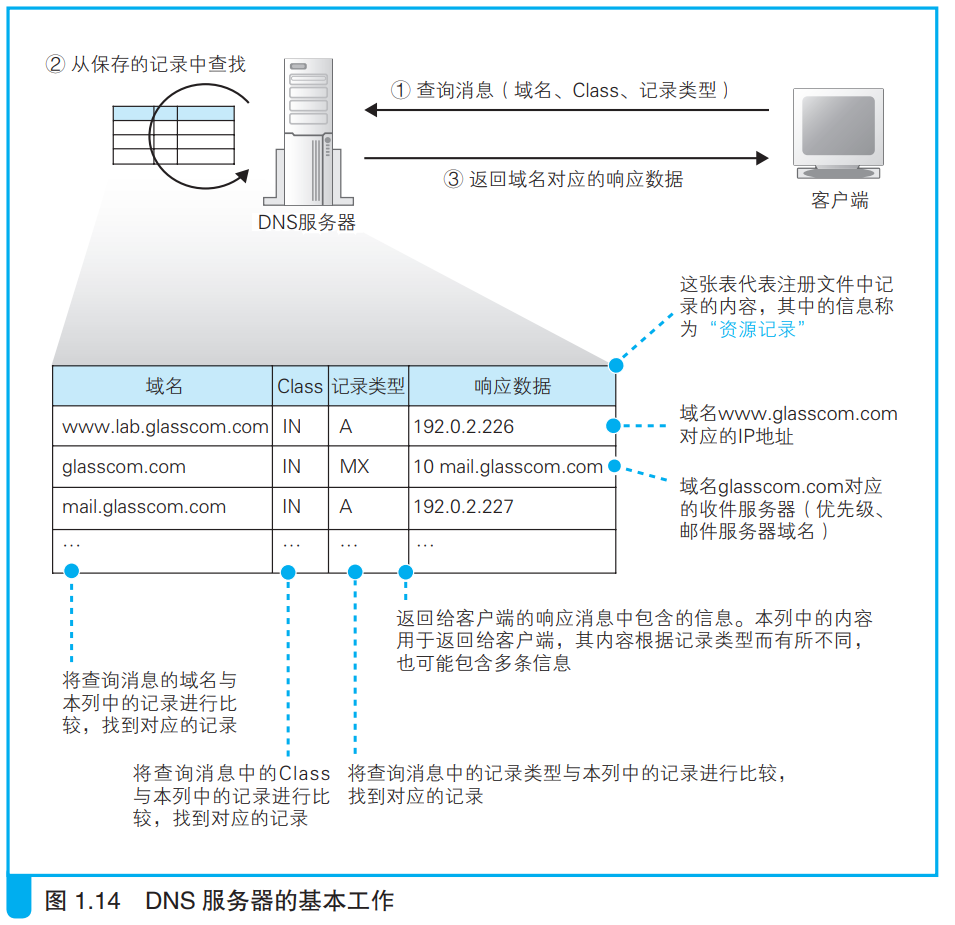 ② 从保存的记录中查找
① 查询消息（域名、Class、记录类型）
③ 返回域名对应的响应数据
DNS服务器
客户端
这张表代表注册文件中记
录的内容，其中的信息称
为“资源记录”
域名 Class 记录类型 响应数据
www.lab.glasscom.com IN A 192.0.2.226
glasscom.com IN MX 10 mail.glasscom.com
mail.glasscom.com IN A 192.0.2.227
… … … …
域名www.glasscom.com
对应的IP地址
域名glasscom.com对应
的收件服务器（优先级、
邮件服务器域名）
返回给客户端的响应消息中包含的信息。本列中的内容
用于返回给客户端，其内容根据记录类型而有所不同，
也可能包含多条信息
将查询消息的域名与
本列中的记录进行比
较，找到对应的记录
将查询消息中的Class
与本列中的记录进行比
较，找到对应的记录
将查询消息中的记录类型与本列中的记录进行比较，
找到对应的记录
图 1.14 DNS 服务器的基本工作